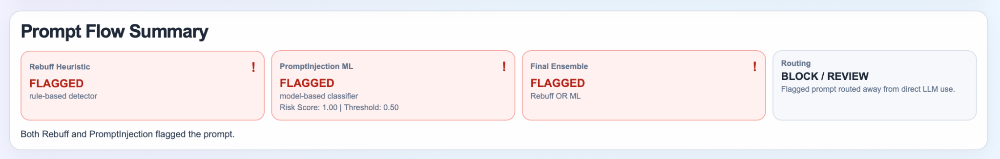 Prompt Flow Summary
Rebuff Heuristic
!
FLAGGED
rule-based detector
PromptInjection ML
!
FLAGGED
model-based classifier
Risk Score: 1.00 | Threshold: 0.50
Final Ensemble
!
FLAGGED
Rebuff OR ML
Routing
BLOCK / REVIEW
Flagged prompt routed away from direct LLM use.
Both Rebuff and PromptInjection flagged the prompt.